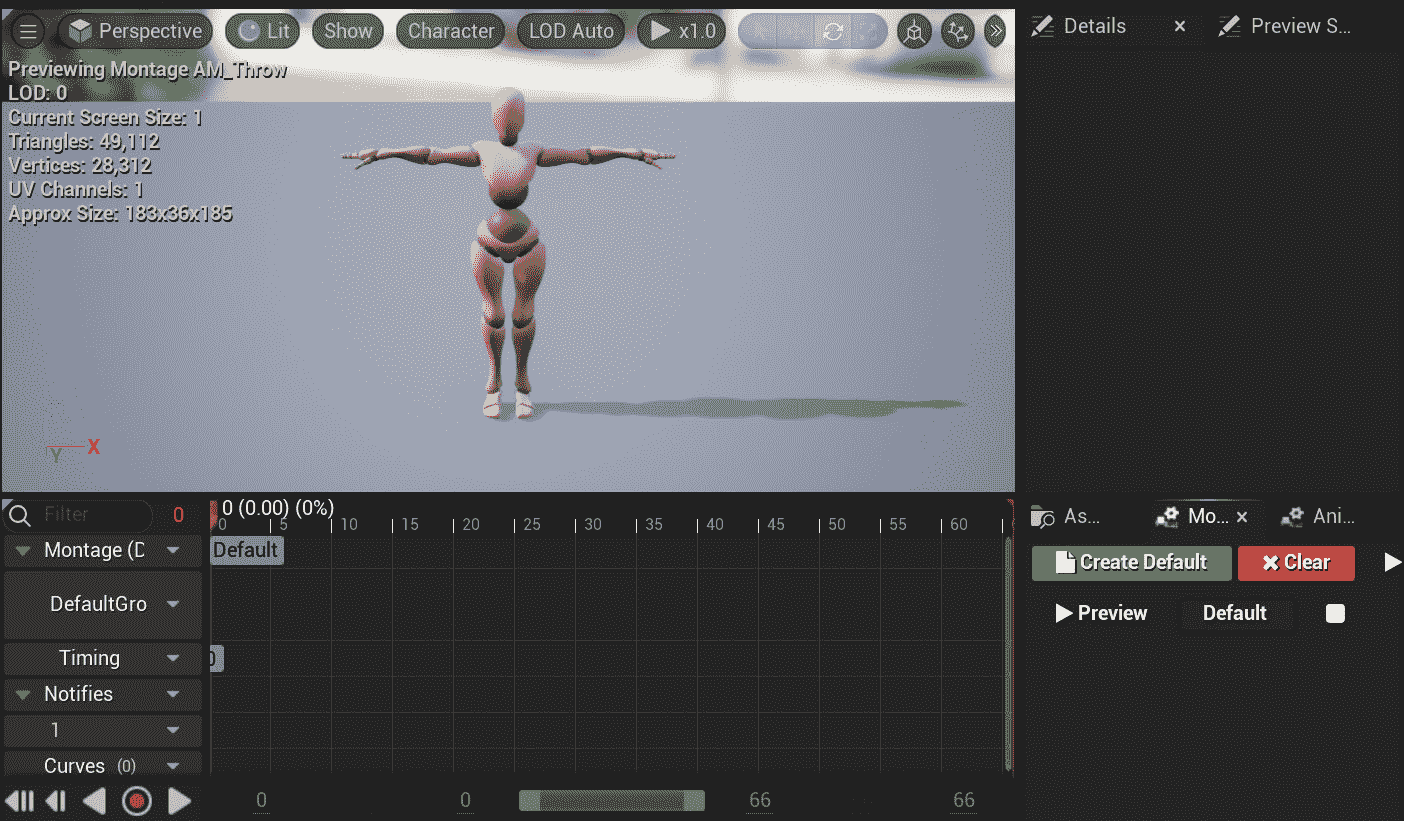 Perspective
Lit
Show
Character
LOD Auto
x1.0
Details
Preview S...
Previewing Montage AM_Throw
LOD: 0
Current Screen Size: 1
Triangles: 49,112
Vertices: 28,312
UV Channels: 1
Approx Size: 183x36x185
X
Y
Filter
0
0 (0.00) (0%)
0 5 10 15 20 25 30 35 40 45 50 55 60
Montage (D
Default
DefaultGro
Timing
0
Notifies
1
Curves (0)
0 0 66 66
As...
Mo...
Ani...
Create Default
Clear
Preview
Default